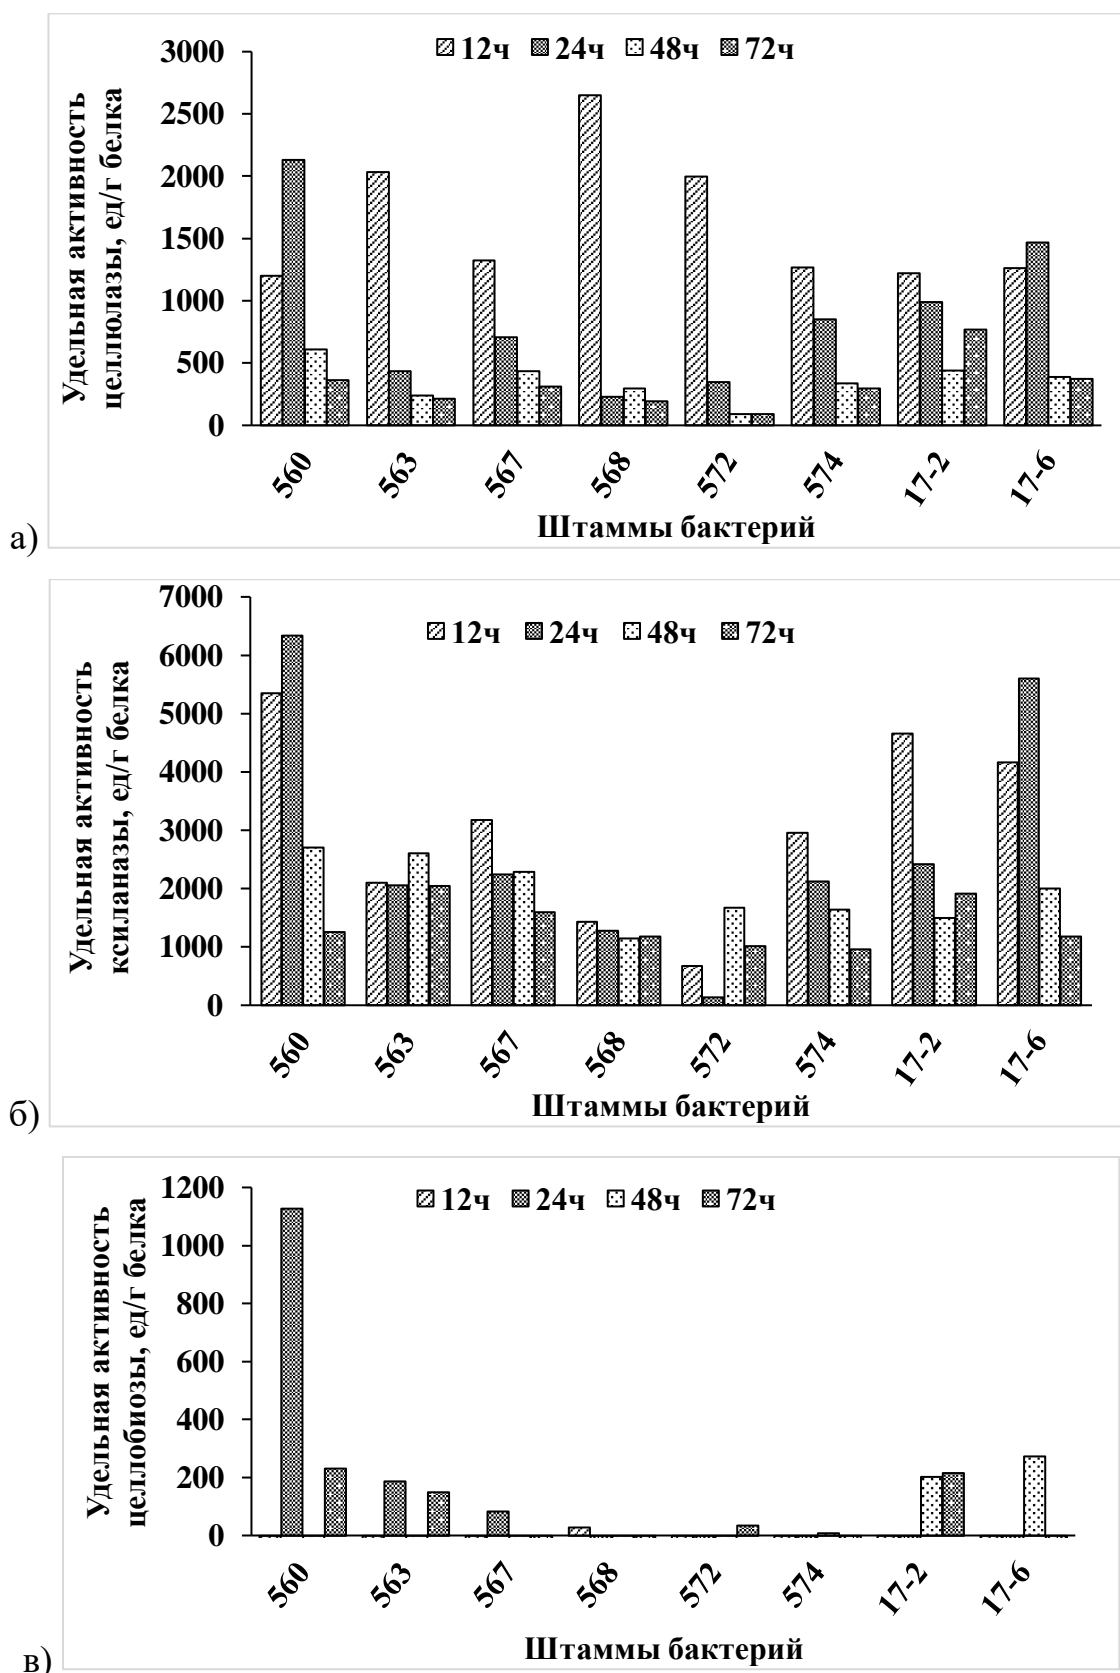 12ч 24ч 48ч 72ч
Удельная активность
целлюлазы, ед/г белка
3000
2500
2000
1500
1000
500
0
560 563 567 568 572 574 17-2 17-6
Штаммы бактерий
а)
12ч 24ч 48ч 72ч
Удельная активность
ксиланазы, ед/г белка
7000
6000
5000
4000
3000
2000
1000
0
560 563 567 568 572 574 17-2 17-6
Штаммы бактерий
б)
12ч 24ч 48ч 72ч
Удельная активность
целлобиозы, ед/г белка
1200
1000
800
600
400
200
0
560 563 567 568 572 574 17-2 17-6
Штаммы бактерий
в)